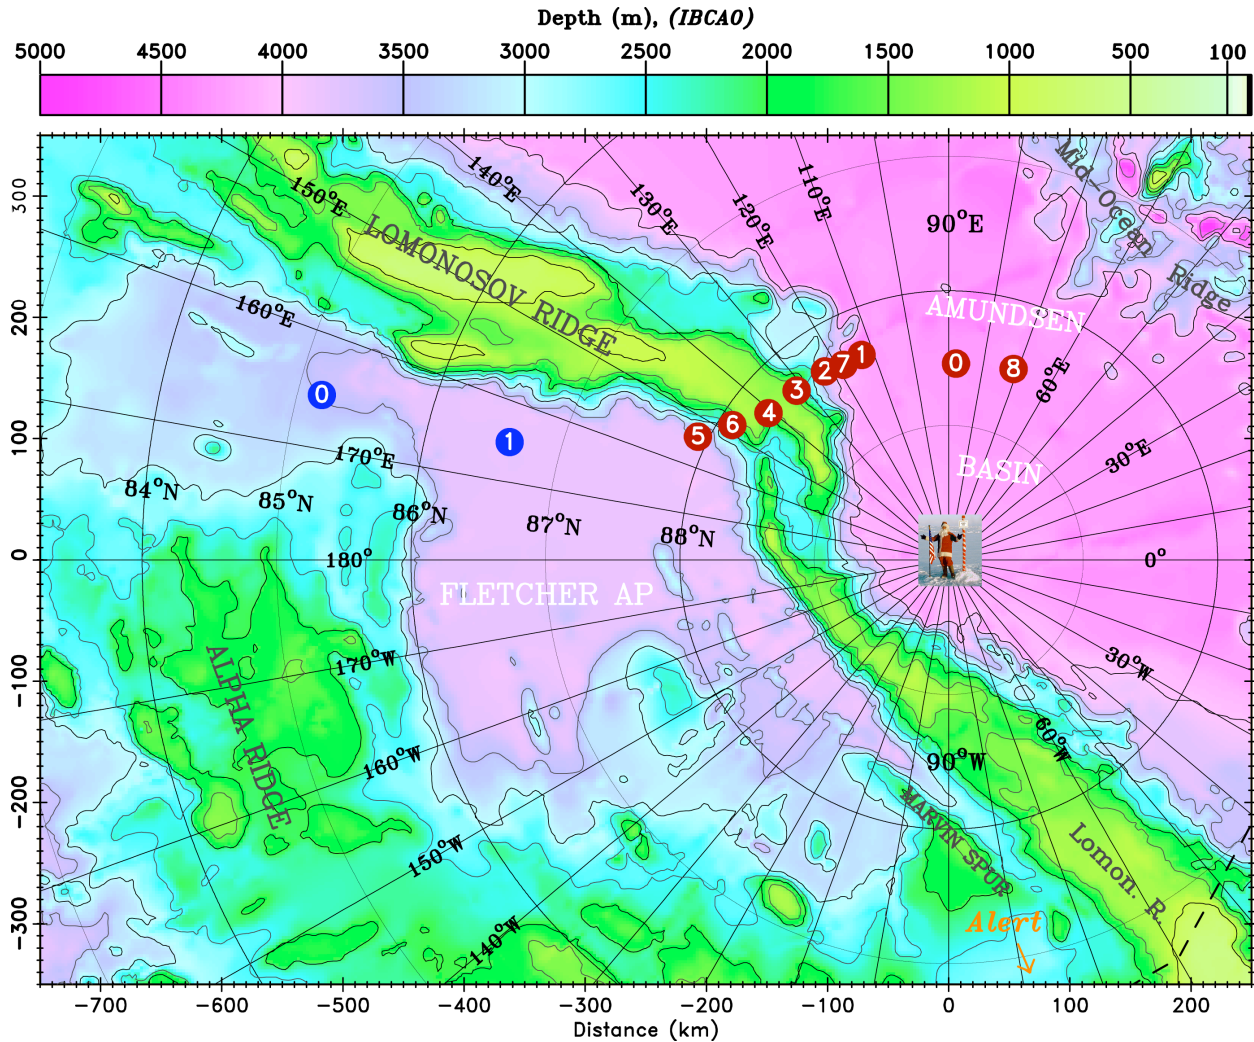 Depth (m), (IBCAO)
5000 4500 4000 3500 3000 2500 2000 1500 1000 500 100
300
200
100
0
−100
−200
−300
150°E
140°E
130°E
120°E
110°E
90°E
Mid-Ocean
Ridge
LOMONOSOV RIDGE
160°E
AMUNDSEN
60°E
0
1
5
6
4
3
2
7
1
0
8
170°E
BASIN
30°E
84°N
85°N
86°N
87°N
88°N
180°
0°
FLETCHER AP
ALPHA RIDGE
170°W
160°W
150°W
140°W
90°W
60°W
30°W
MARVIN SPUR
Lomon. R.
Alert
−700 −600 −500 −400 −300 −200 −100 0 100 200
Distance (km)